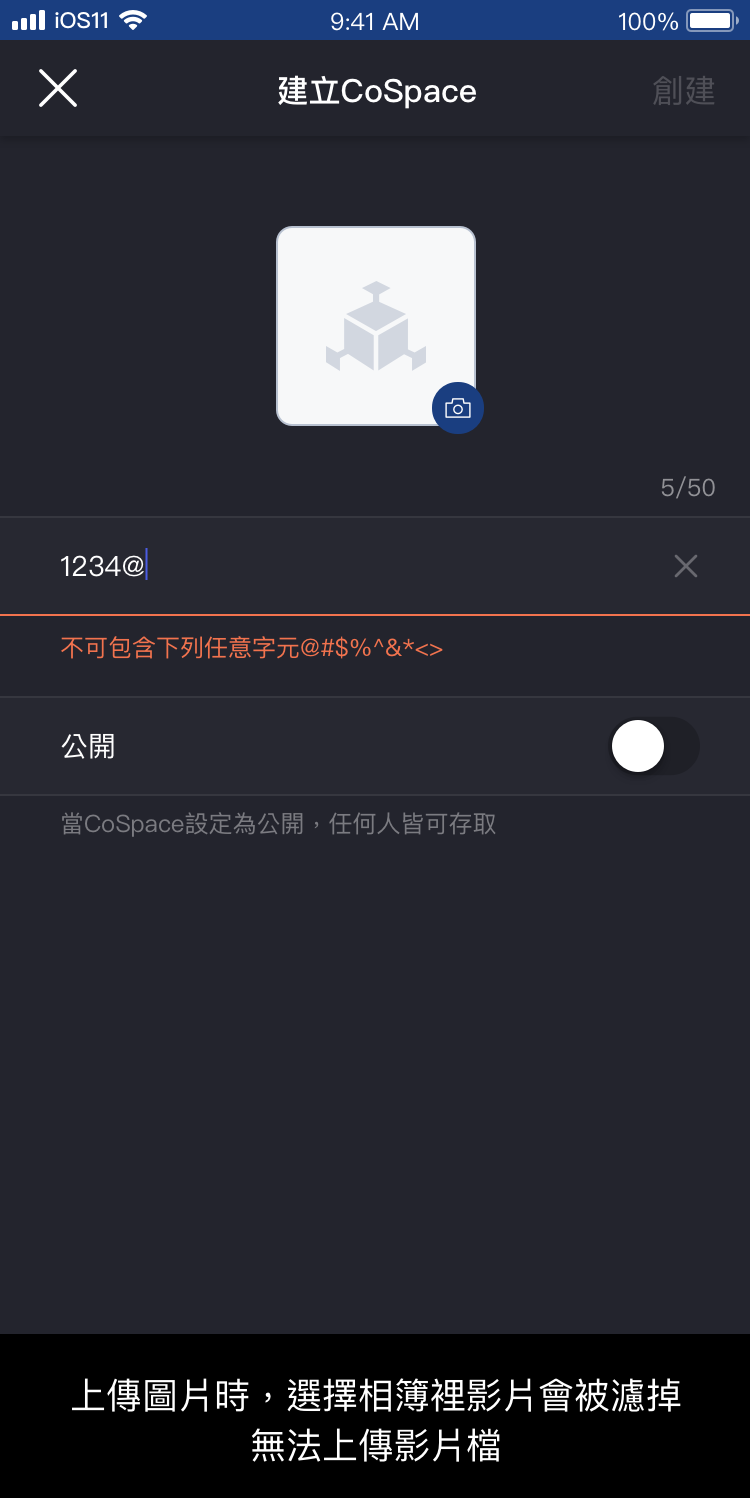 iOS11 9:41 AM 100%
建立CoSpace 創建
5/50
1234@
不可包含下列任意字元@#$%^&*<>
公開
當CoSpace設定為公開，任何人皆可存取
上傳圖片時，選擇相簿裡影片會被濾掉
無法上傳影片檔